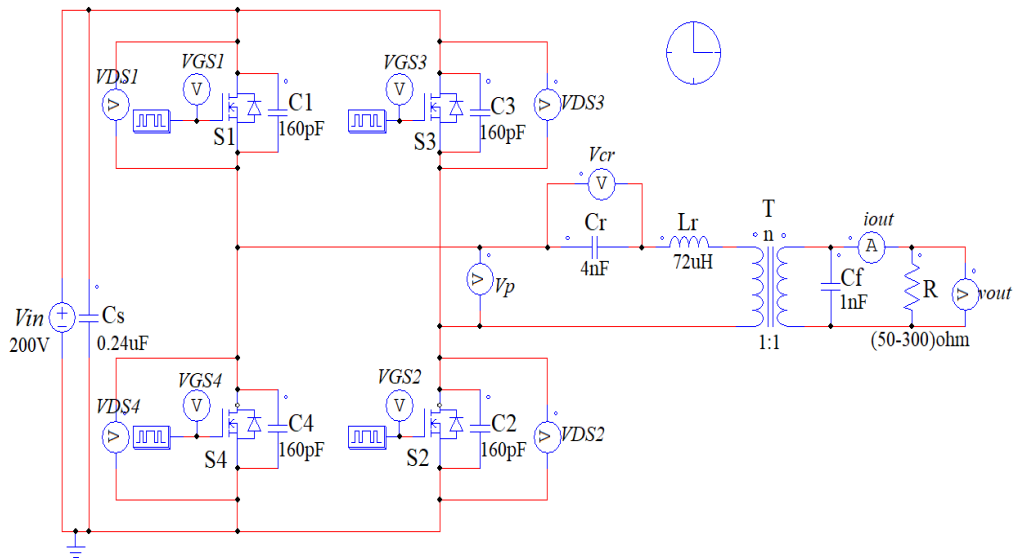 VGS1
VGS3
VDS1
V
V
V
C1
160pF
S1
C3
160pF
S3
V
VDS3
Vcr
V
Cr
4nF
Lr
72uH
T
n
1:1
iout
A
V
Vp
Cf
1nF
R
(50-300)ohm
V
vout
Vin
200V
Cs
0.24uF
VGS4
VGS2
VDS4
V
V
V
C4
160pF
S4
C2
160pF
S2
V
VDS2